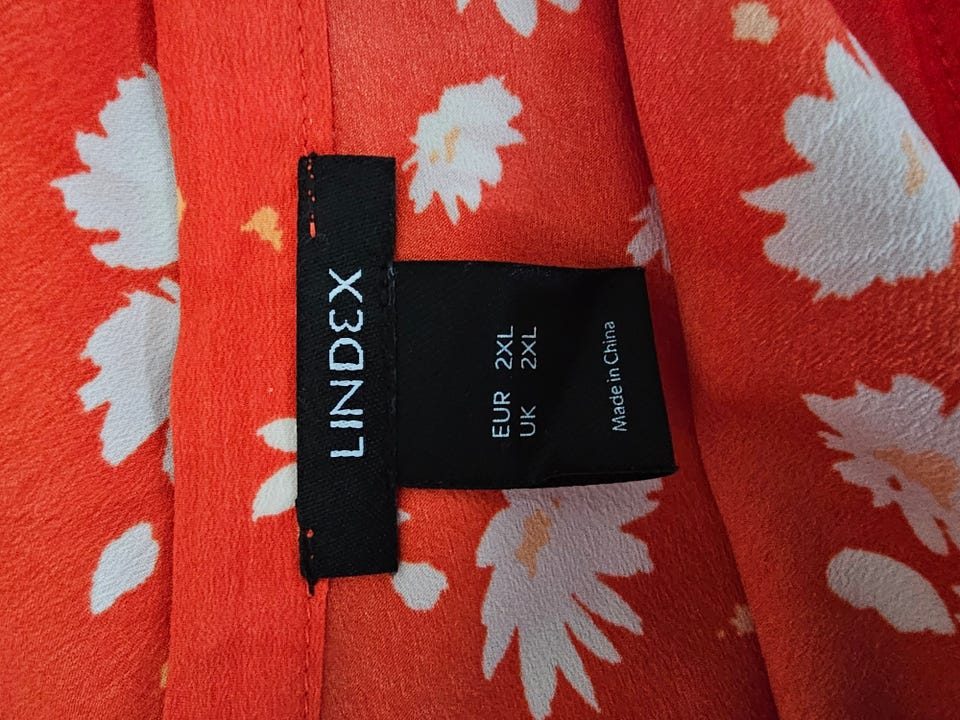 LINDEX
EUR 2XL
UK 2XL
Made in China